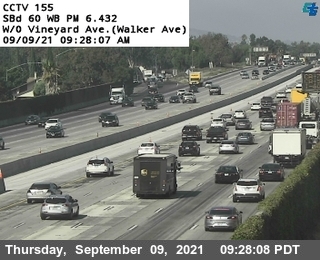 CCTV 155
SBd 60 WB PM 6.432
W/O Vineyard Ave.(Walker Ave)
09/09/21 09:28:07 AM
Thursday, September 09, 2021 09:28:08 PDT